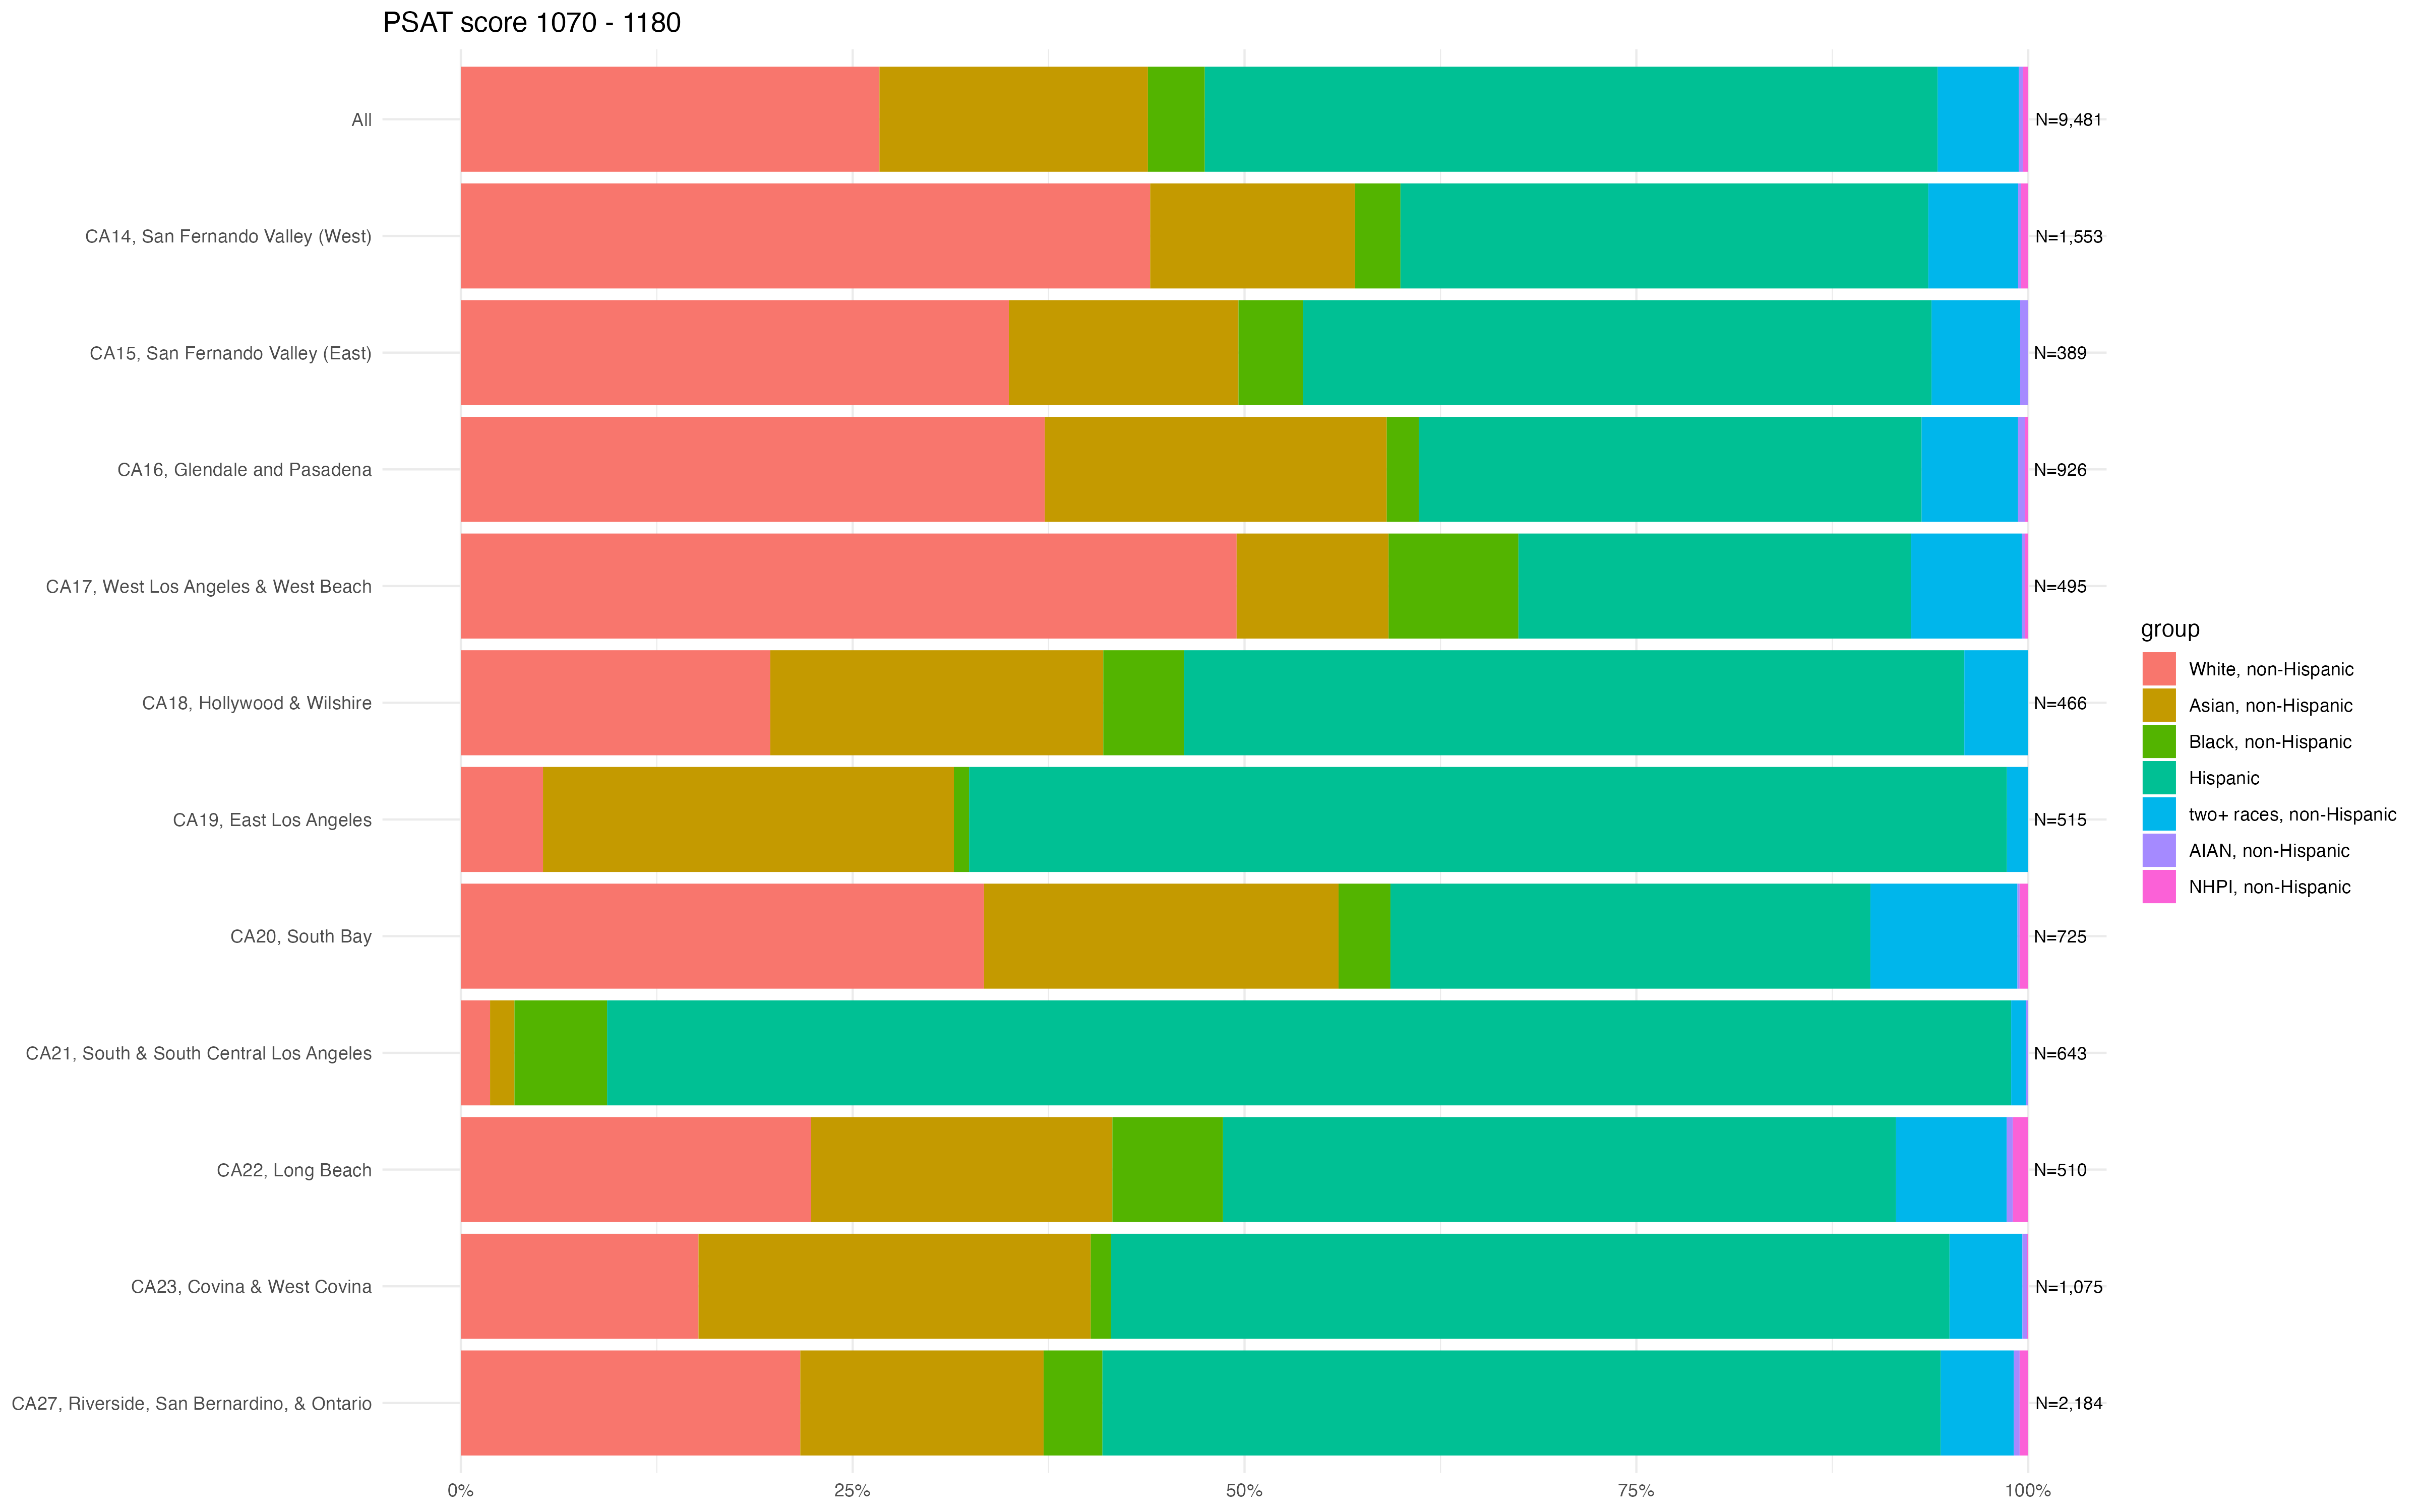 PSAT score 1070 - 1180
All
N=9,481
CA14, San Fernando Valley (West)
N=1,553
CA15, San Fernando Valley (East)
N=389
CA16, Glendale and Pasadena
N=926
CA17, West Los Angeles & West Beach
N=495
CA18, Hollywood & Wilshire
N=466
CA19, East Los Angeles
N=515
CA20, South Bay
N=725
CA21, South & South Central Los Angeles
N=643
CA22, Long Beach
N=510
CA23, Covina & West Covina
N=1,075
CA27, Riverside, San Bernardino, & Ontario
N=2,184
0% 25% 50% 75% 100%
group
White, non-Hispanic
Asian, non-Hispanic
Black, non-Hispanic
Hispanic
two+ races, non-Hispanic
AIAN, non-Hispanic
NHPI, non-Hispanic